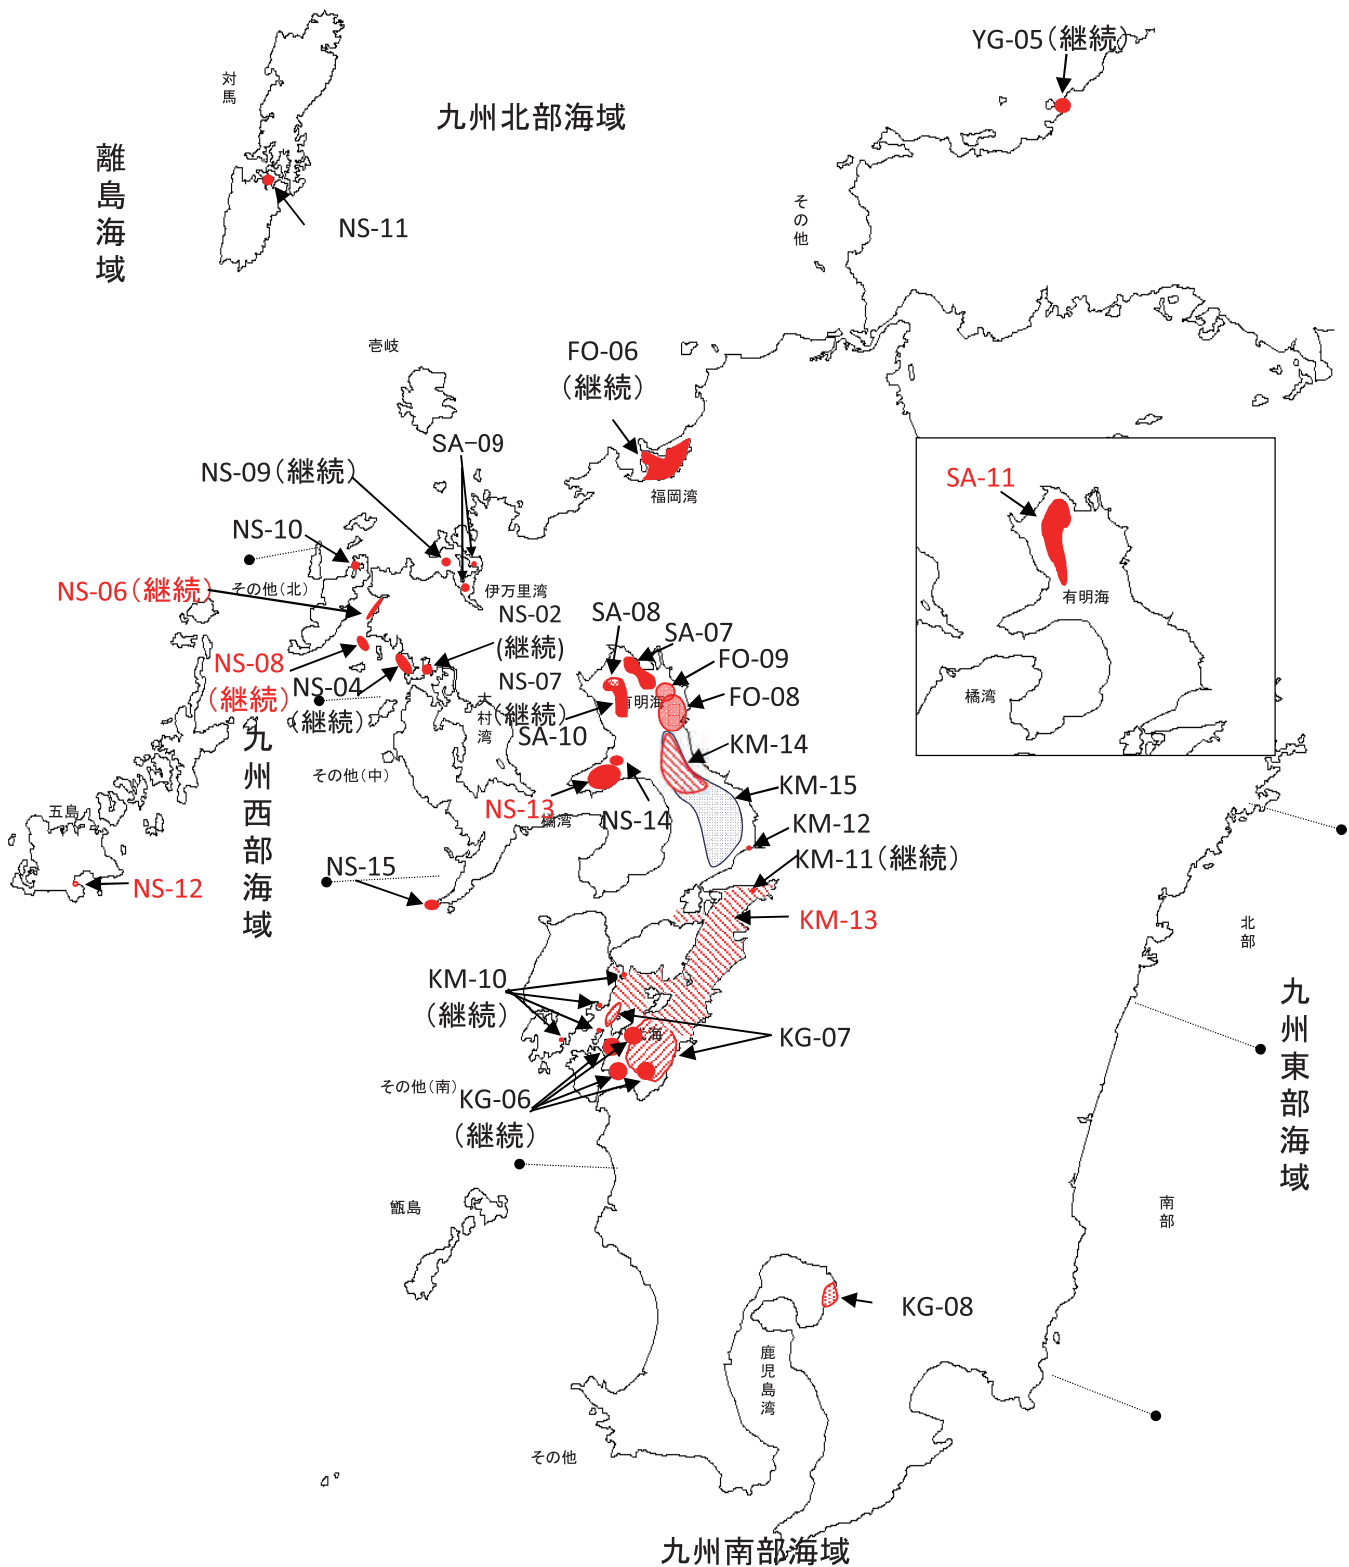 YG-05(継続)
対馬
九州北部海域
離島海域
その他
NS-11
壱岐
FO-06
(継続)
SA-09
NS-09(継続)
福岡湾
SA-11
NS-10
その他(北)
伊万里湾
NS-06(継続)
有明海
NS-02
(継続)
SA-08
SA-07
NS-08
(継続)
NS-04
(継続)
NS-07
(継続)
FO-09
有明海
FO-08
大村湾
橘湾
SA-10
九州西部海域
KM-14
その他(中)
KM-15
五島
NS-13
橘湾
NS-14
KM-12
NS-15
KM-11(継続)
NS-12
KM-13
北部
KM-10
(継続)
九州東部海域
KG-07
その他(南)
KG-06
(継続)
甑島
南部
KG-08
鹿児島湾
その他
九州南部海域